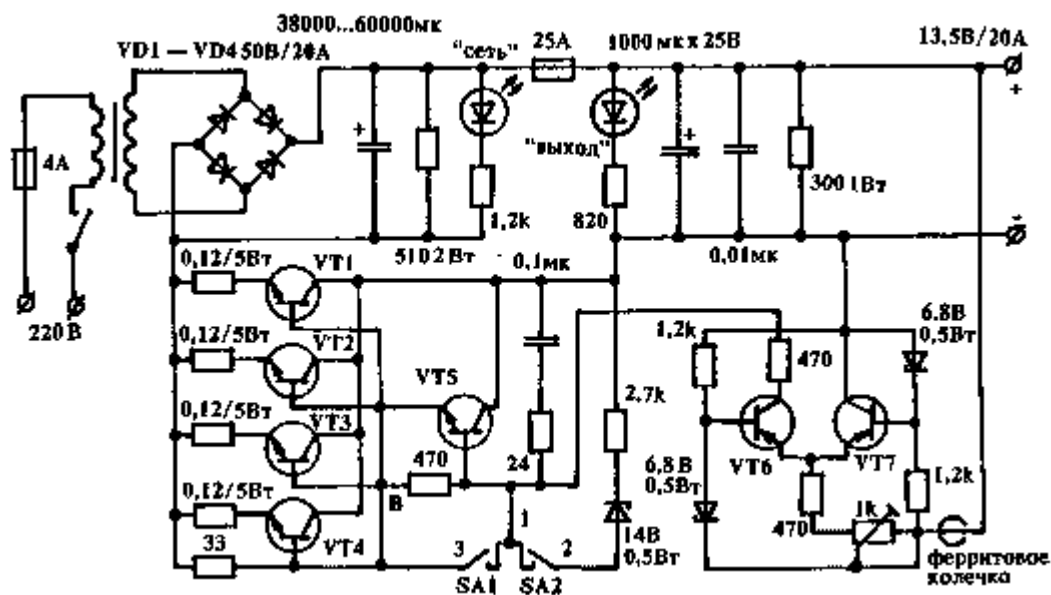 38000...60000мк
VD1 — VD4 50В/20А
"сеть"
25А
1000 мк x 25В
13,5В/20А
+
4А
+
"выход"
+
1,2k
820
300 1Вт
510 2 Вт
-
0,12/5Вт
VT1
0,1мк
0,01мк
220 В
0,12/5Вт
VT2
1,2k
470
6.8В
0,5Вт
VT5
2,7k
0,12/5Вт
VT3
470
24
6,8 В
0,5Вт
VT6
VT7
В
1,2k
0,12/5Вт
VT4
1
470
1k
33
3
2
14В
0,5Вт
SA1
SA2
ферритовое
колечко